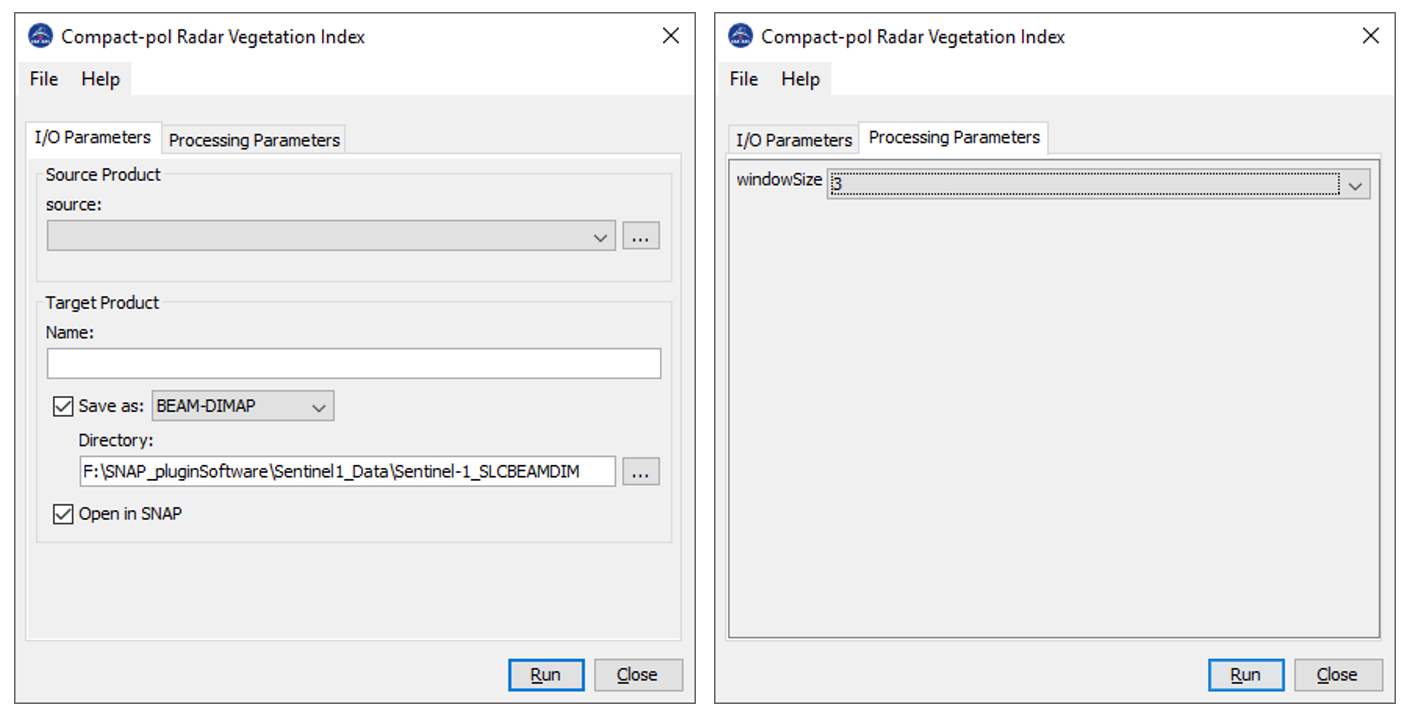 Compact-pol Radar Vegetation Index
File Help
I/O Parameters Processing Parameters
Source Product
source:
...
Target Product
Name:
Save as: BEAM-DIMAP
Directory:
F:\SNAP_pluginSoftware\Sentinel1_Data\Sentinel-1_SLCBEAMDIM
...
Open in SNAP
Run Close
Compact-pol Radar Vegetation Index
File Help
I/O Parameters Processing Parameters
windowSize 3
Run Close